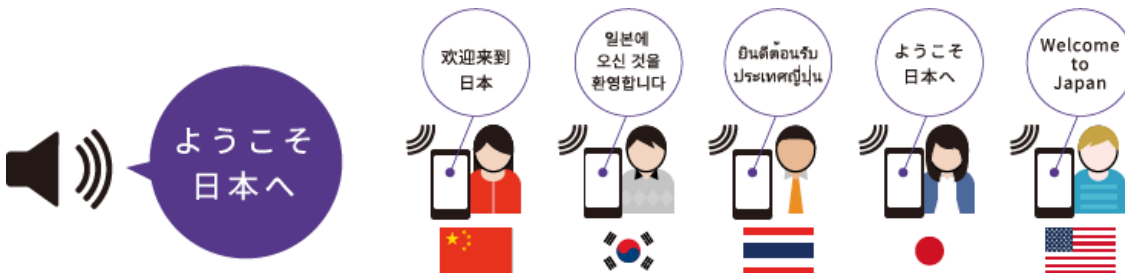 ようこそ
日本へ
欢迎来到
日本
일본에
오신 것을
환영합니다
ยินดีต้อนรับ
ประเทศญี่ปุ่น
ようこそ
日本へ
Welcome
to
Japan